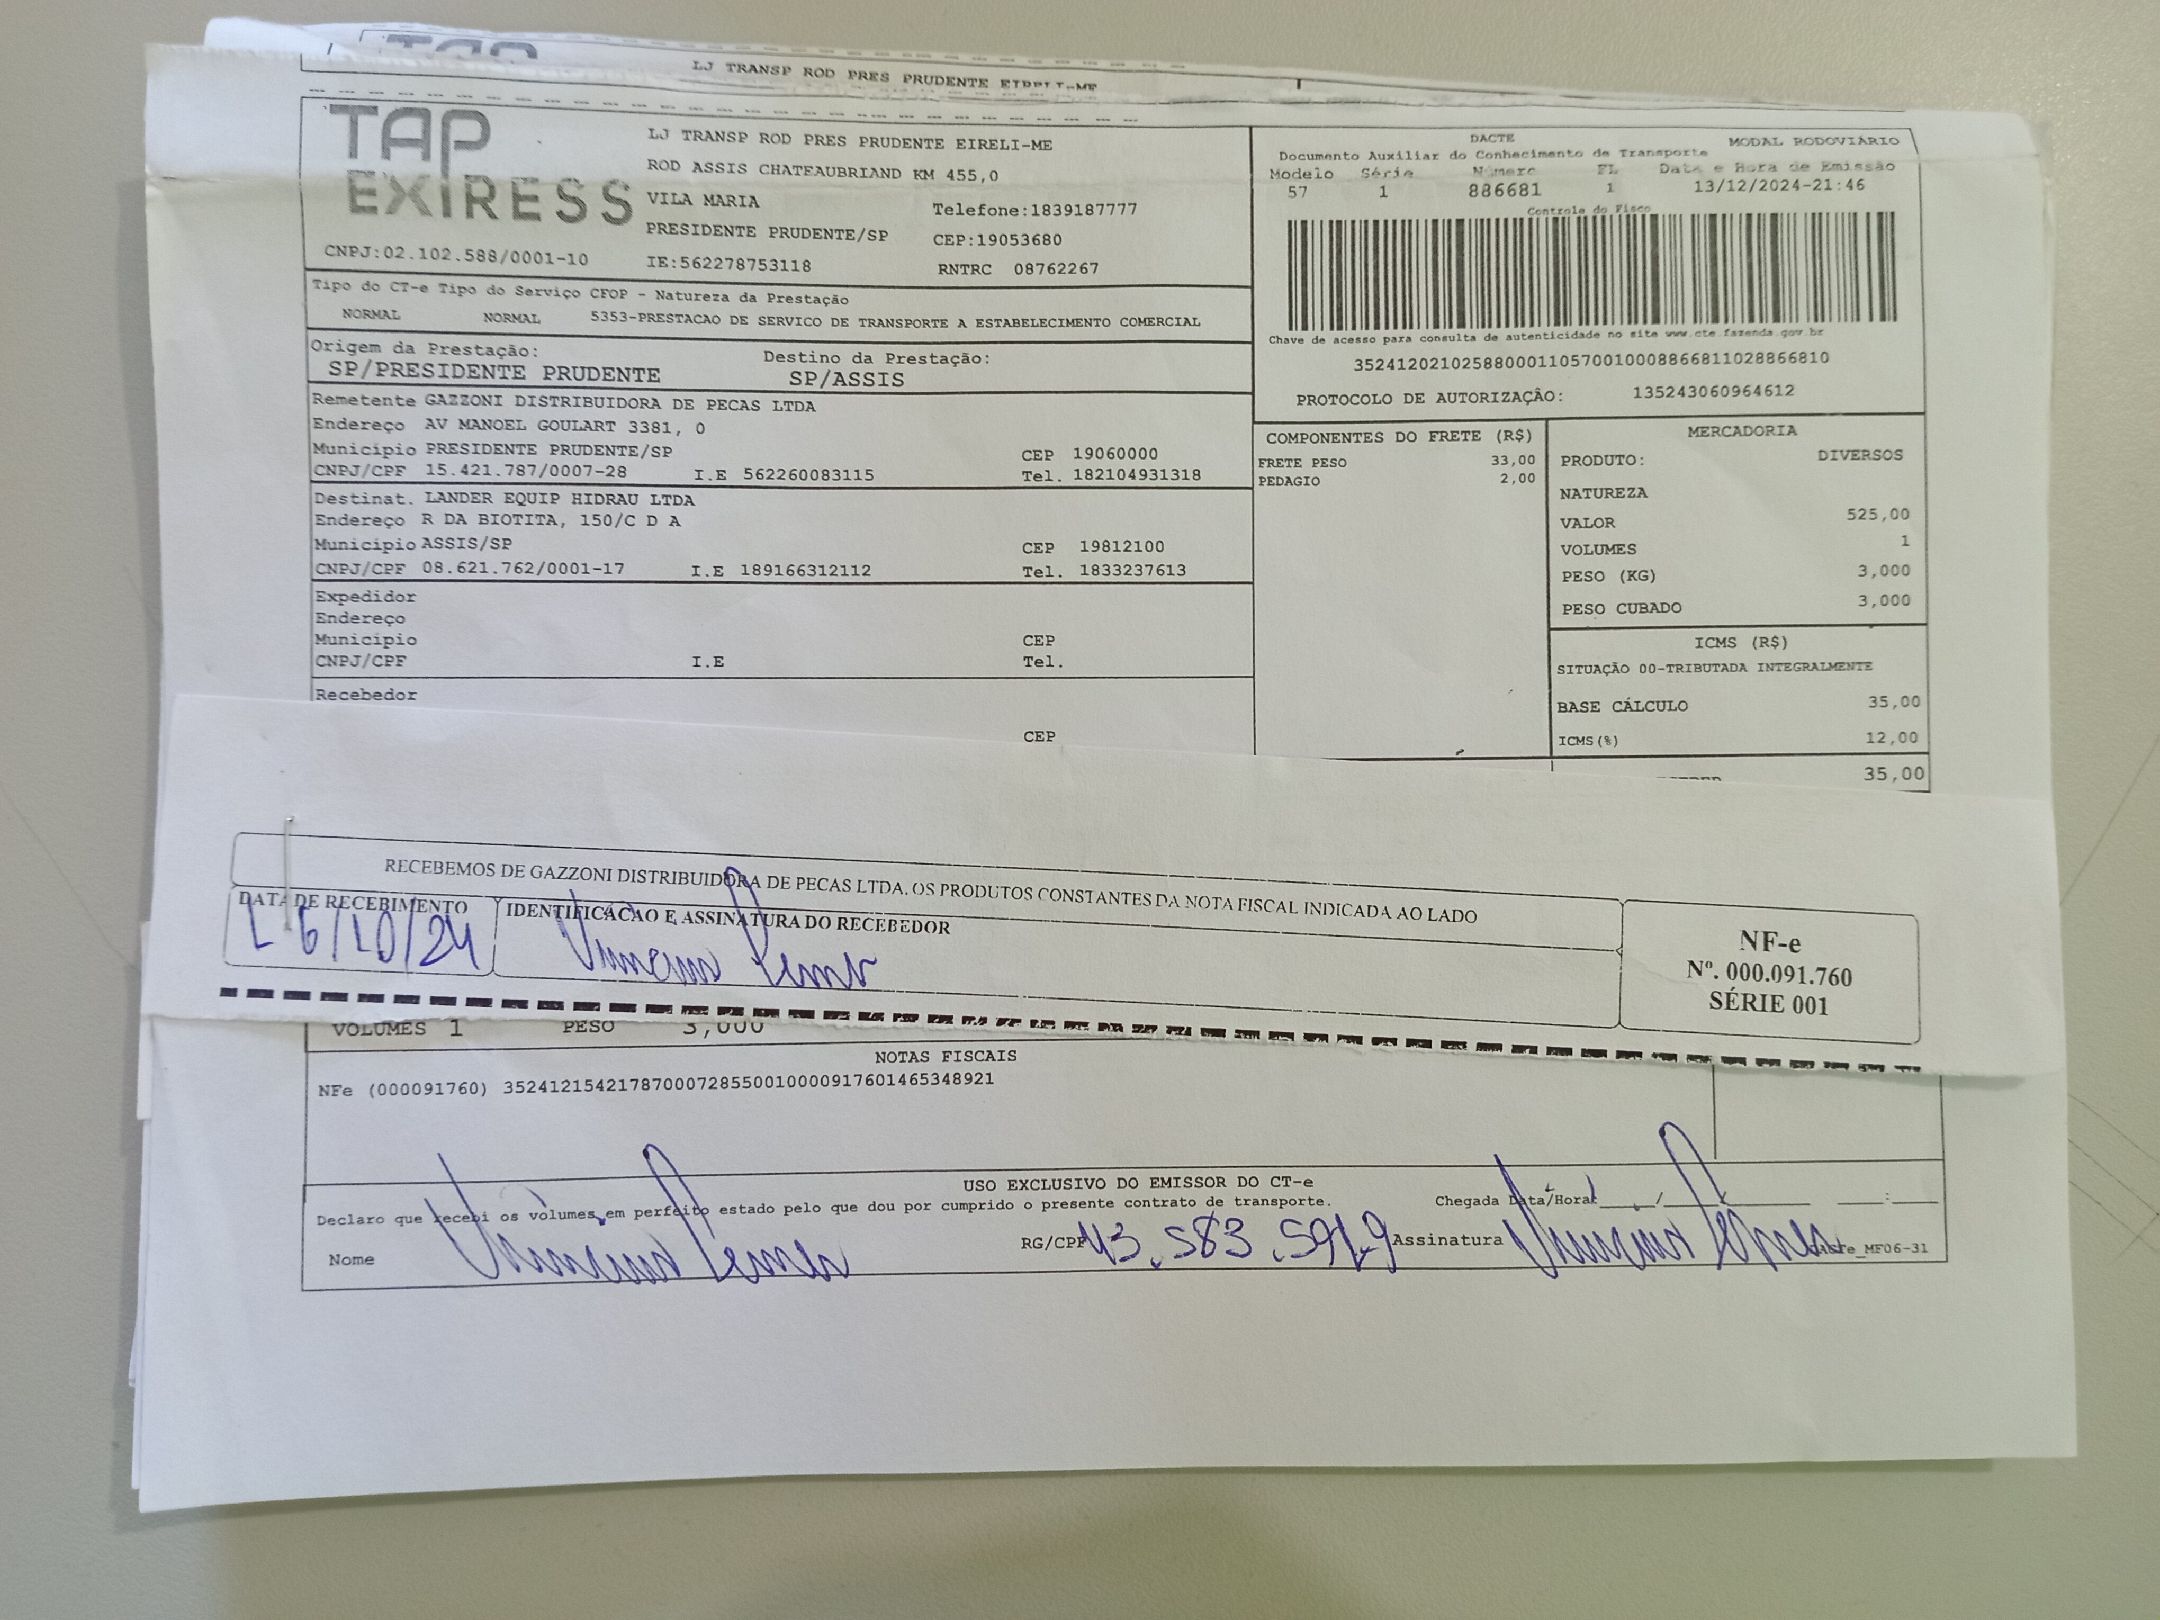 LJ TRANSP ROD PRES PRUDENTE EIRELI-ME
TAP
EXPRESS
LJ TRANSP ROD PRES PRUDENTE EIRELI-ME
ROD ASSIS CHATEAUBRIAND KM 455,0
VILA MARIA Telefone:1839187777
PRESIDENTE PRUDENTE/SP CEP:19053680
CNPJ:02.102.588/0001-10 IE:562278753118 RNTRC 08762267
DACTE MODAL RODOVIÁRIO
Documento Auxiliar do Conhecimento de Transporte
Modelo Série Número FL Data e Hora de Emissão
57 1 886681 1 13/12/2024-21:46
Controle do Fisco
Chave de acesso para consulta de autenticidade no site www.cte.fazenda.gov.br
35241202102588000110570010008866811028866810
PROTOCOLO DE AUTORIZAÇÃO: 135243060964612
Tipo do CT-e Tipo do Serviço CFOP - Natureza da Prestação
NORMAL NORMAL 5353-PRESTACAO DE SERVICO DE TRANSPORTE A ESTABELECIMENTO COMERCIAL
Origem da Prestação: Destino da Prestação:
SP/PRESIDENTE PRUDENTE SP/ASSIS
Remetente GAZZONI DISTRIBUIDORA DE PECAS LTDA
Endereço AV MANOEL GOULART 3381, 0
Município PRESIDENTE PRUDENTE/SP CEP 19060000
CNPJ/CPF 15.421.787/0007-28 I.E 562260083115 Tel. 182104931318
Destinat. LANDER EQUIP HIDRAU LTDA
Endereço R DA BIOTITA, 150/C D A
Município ASSIS/SP CEP 19812100
CNPJ/CPF 08.621.762/0001-17 I.E 189166312112 Tel. 1833237613
Expedidor
Endereço
Município CEP
CNPJ/CPF I.E Tel.
Recebedor
CEP
COMPONENTES DO FRETE (R$)
FRETE PESO 33,00
PEDAGIO 2,00
MERCADORIA
PRODUTO: DIVERSOS
NATUREZA
VALOR 525,00
VOLUMES 1
PESO (KG) 3,000
PESO CUBADO 3,000
ICMS (R$)
SITUAÇÃO 00-TRIBUTADA INTEGRALMENTE
BASE CÁLCULO 35,00
ICMS(%) 12,00
35,00
RECEBEMOS DE GAZZONI DISTRIBUIDORA DE PECAS LTDA. OS PRODUTOS CONSTANTES DA NOTA FISCAL INDICADA AO LADO
DATA DE RECEBIMENTO IDENTIFICACAO E ASSINATURA DO RECEBEDOR
16/10/24
NF-e
Nº. 000.091.760
SÉRIE 001
VOLUMES 1 PESO 3,000
NOTAS FISCAIS
NFe (000091760) 35241215421787000728550010000917601465348921
USO EXCLUSIVO DO EMISSOR DO CT-e
Declaro que recebi os volumes em perfeito estado pelo que dou por cumprido o presente contrato de transporte. Chegada Data/Hora: / / :
Nome RG/CPF Assinatura